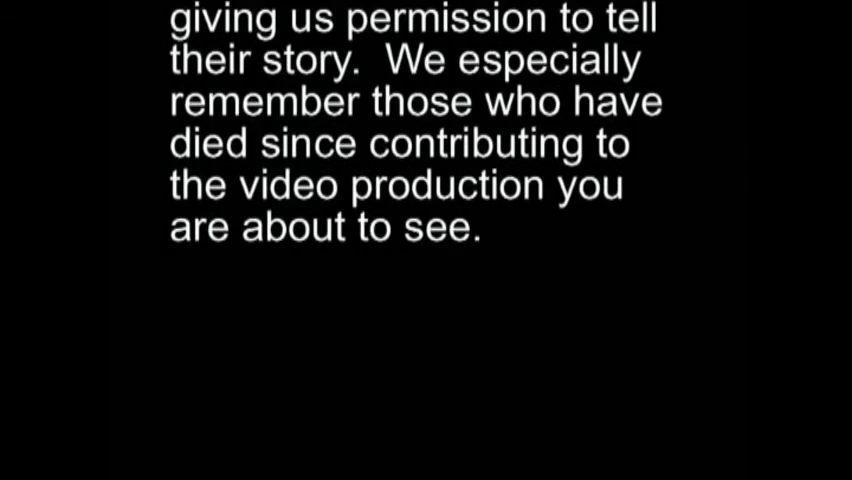 giving us permission to tell
their story.  We especially
remember those who have
died since contributing to
the video production you
are about to see.